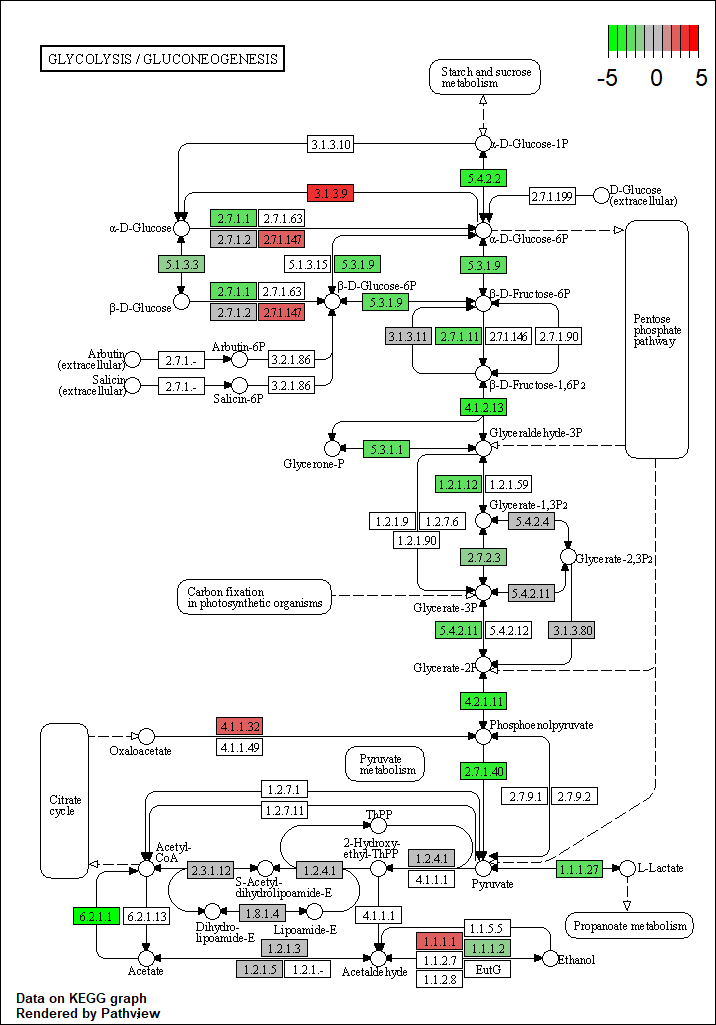 GLYCOLYSIS / GLUCONEOGENESIS
-5 0 5
Starch and sucrose
metabolism
3.1.3.10
α-D-Glucose-1P
5.4.2.2
3.1.3.9
2.7.1.199
D-Glucose
(extracellular)
α-D-Glucose
2.7.1.1 2.7.1.63
2.7.1.2 2.7.1.147
α-D-Glucose-6P
5.1.3.3
5.3.1.15 5.3.1.9
5.3.1.9
β-D-Glucose
2.7.1.1 2.7.1.63
2.7.1.2 2.7.1.147
β-D-Glucose-6P
5.3.1.9
β-D-Fructose-6P
Pentose
phosphate
pathway
3.1.3.11 2.7.1.11 2.7.1.146 2.7.1.90
Arbutin
(extracellular)
2.7.1.-
Arbutin-6P
3.2.1.86
Salicin
(extracellular)
2.7.1.-
Salicin-6P
3.2.1.86
β-D-Fructose-1,6P2
4.1.2.13
Glyceraldehyde-3P
Glycerone-P
5.3.1.1
1.2.1.12 1.2.1.59
Glycerate-1,3P2
1.2.1.9 1.2.7.6
1.2.1.90
5.4.2.4
2.7.2.3
Glycerate-2,3P2
Carbon fixation
in photosynthetic organisms
Glycerate-3P
5.4.2.11
5.4.2.11 5.4.2.12
3.1.3.80
Glycerate-2P
4.2.1.11
Phosphoenolpyruvate
Oxaloacetate
4.1.1.32
4.1.1.49
Pyruvate
metabolism
2.7.1.40
2.7.9.1 2.7.9.2
Citrate
cycle
1.2.7.1
1.2.7.11
ThPP
Acetyl-
CoA
2-Hydroxy-
ethyl-ThPP
2.3.1.12
S-Acetyl-
dihydrolipoamide-E
1.2.4.1
1.2.4.1
4.1.1.1
Pyruvate
1.1.1.27
L-Lactate
6.2.1.1 6.2.1.13
Dihydro-
lipoamide-E
1.8.1.4
Lipoamide-E
4.1.1.1
Propanoate metabolism
Acetate
1.2.1.3
1.2.1.5 1.2.1.-
Acetaldehyde
1.1.5.5
1.1.1.1 1.1.1.2
1.1.2.7 EutG
1.1.2.8
Ethanol
Data on KEGG graph
Rendered by Pathview